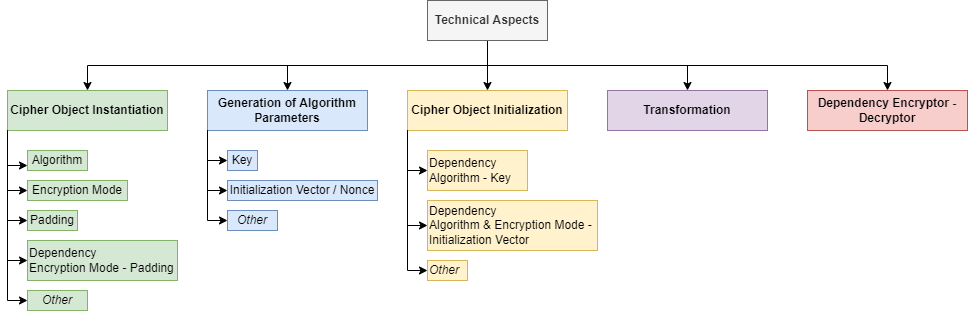 Technical Aspects
Cipher Object Instantiation
Algorithm
Encryption Mode
Padding
Dependency
Encryption Mode - Padding
Other
Generation of Algorithm
Parameters
Key
Initialization Vector / Nonce
Other
Cipher Object Initialization
Dependency
Algorithm - Key
Dependency
Algorithm & Encryption Mode -
Initialization Vector
Other
Transformation
Dependency Encryptor -
Decryptor